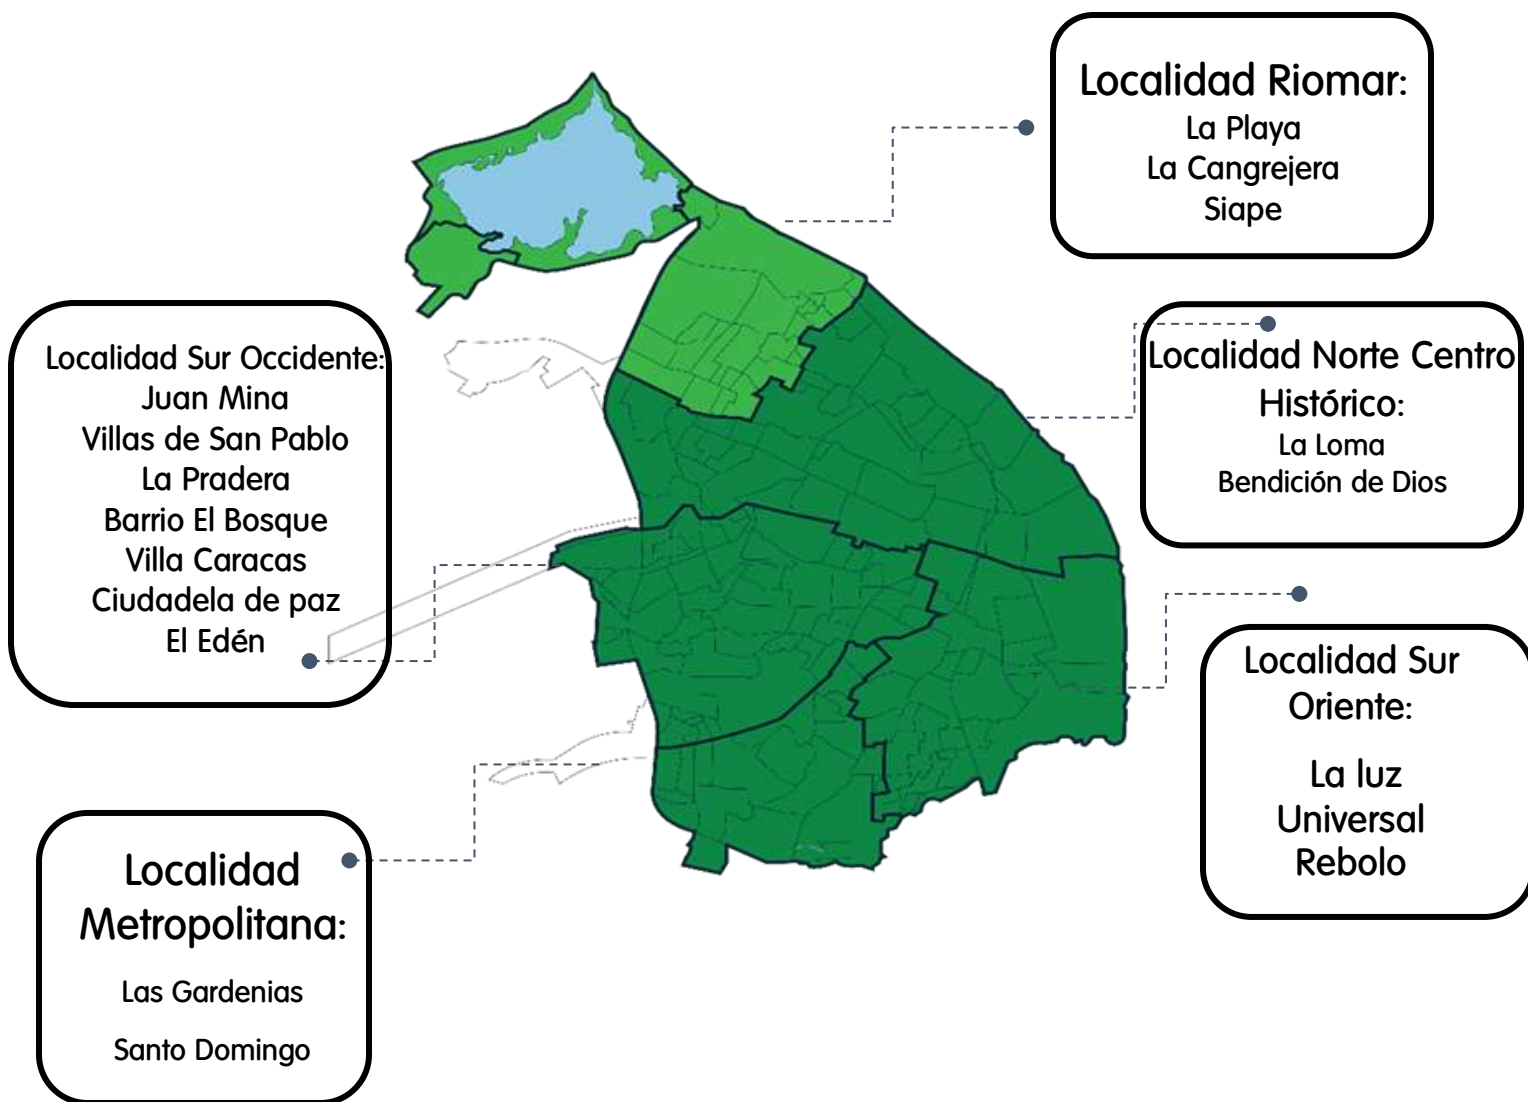 Localidad Riomar:
La Playa
La Cangrejera
Siape
Localidad Sur Occidente:
Juan Mina
Villas de San Pablo
La Pradera
Barrio El Bosque
Villa Caracas
Ciudadela de paz
El Edén
Localidad Norte Centro
Histórico:
La Loma
Bendición de Dios
Localidad Sur
Oriente:
La luz
Universal
Rebolo
Localidad
Metropolitana:
Las Gardenias
Santo Domingo